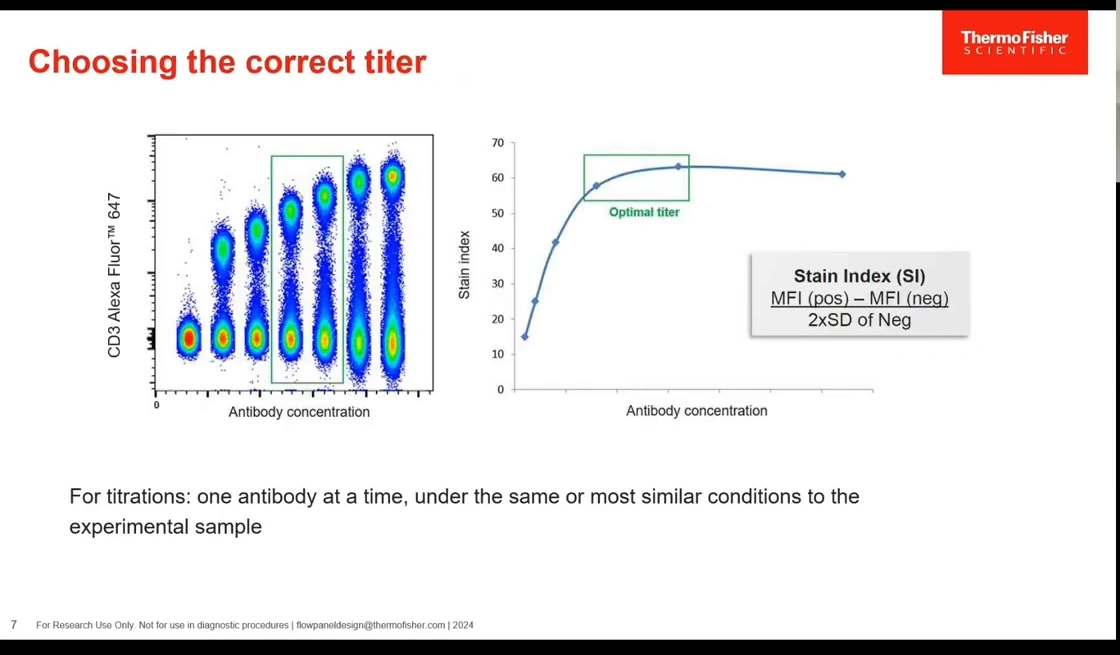 ThermoFisher
SCIENTIFIC
Choosing the correct titer
CD3 Alexa Fluor™ 647
0
Antibody concentration
Stain index
70
60
50
40
30
20
10
0
Optimal titer
Antibody concentration
Stain Index (SI)
MFI (pos) – MFI (neg)
2xSD of Neg
For titrations: one antibody at a time, under the same or most similar conditions to the
experimental sample
7 For Research Use Only. Not for use in diagnostic procedures | flowpaneldesign@thermofisher.com | 2024